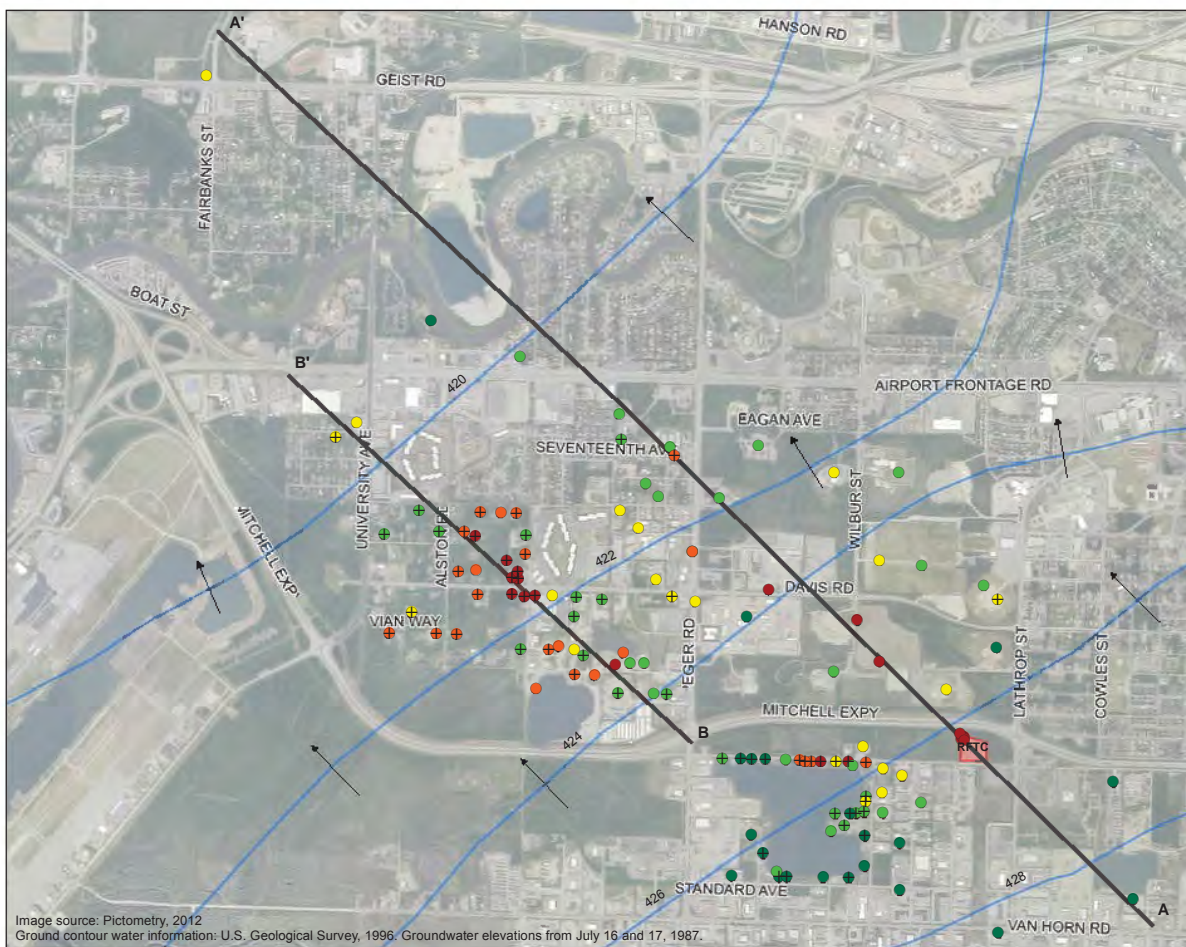 A'
HANSON RD
GEIST RD
FAIRBANKS ST
BOAT ST
B'
420
AIRPORT FRONTAGE RD
EAGAN AVE
SEVENTEENTH AV
UNIVERSITY AVE
WILBUR ST
MITCHELL EXPY
422
DAVIS RD
VIAN WAY
EGER RD
LATHROP ST
COWLES ST
MITCHELL EXPY
424
B
RFTC
STANDARD AVE
426
428
A
VAN HORN RD
Image source: Pictometry, 2012
Ground contour water information: U.S. Geological Survey, 1996. Groundwater elevations from July 16 and 17, 1987.